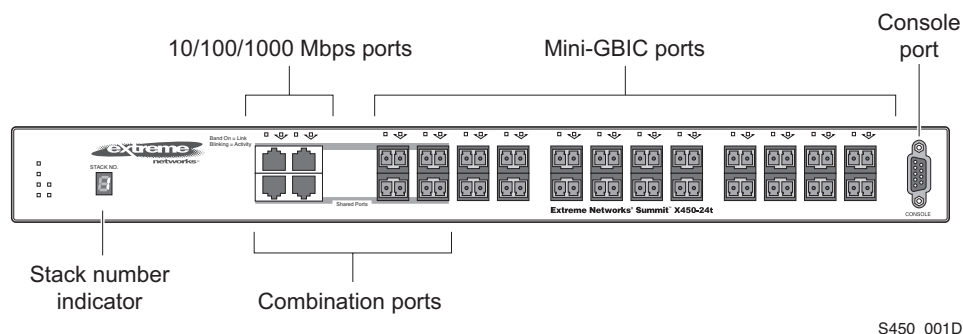 Console
port
10/100/1000 Mbps ports
Mini-GBIC ports
extreme
networks™
Band On = Link
Blinking = Activity
STACK NO.
Shared Ports
Extreme Networks' Summit™ X450-24t
CONSOLE
Stack number
indicator
Combination ports
S450_001D